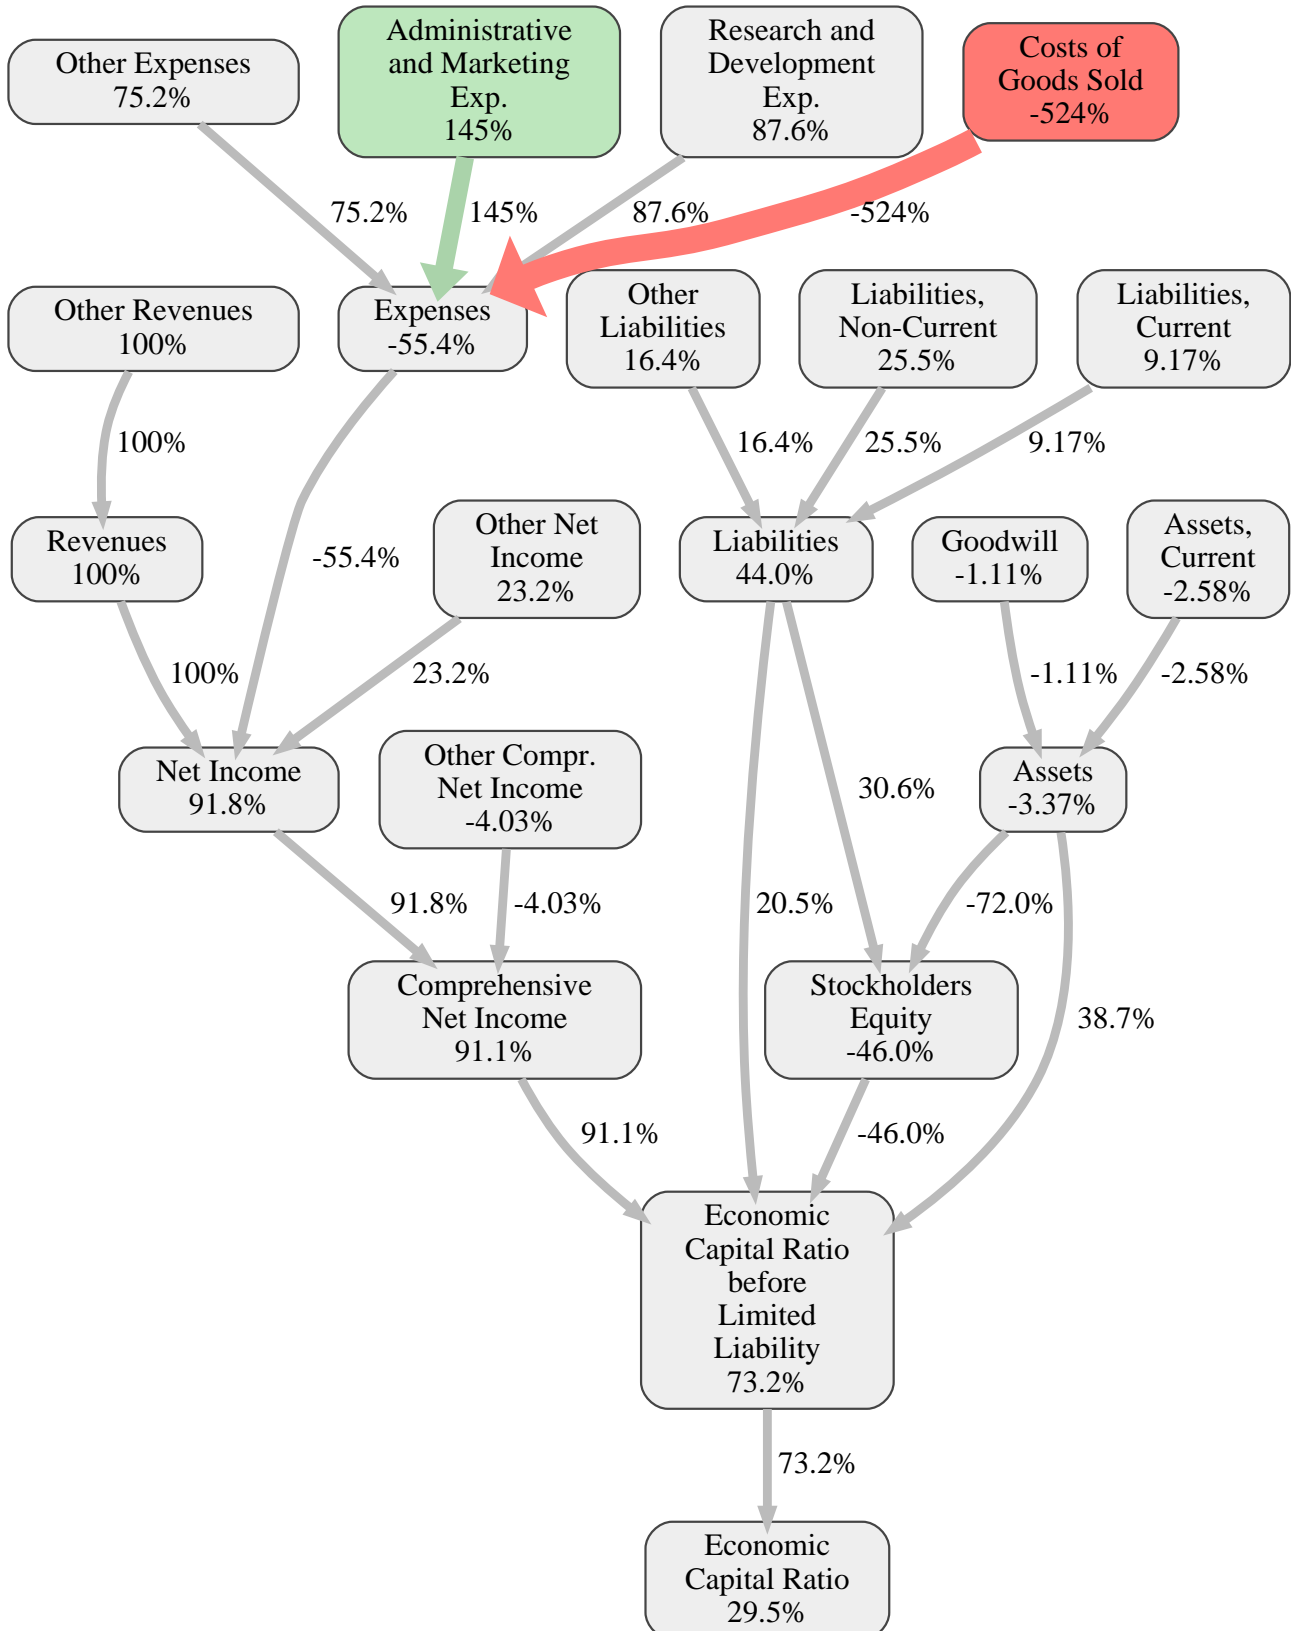 Other Expenses
75.2%
Administrative
and Marketing
Exp.
145%
Research and
Development
Exp.
87.6%
Costs of
Goods Sold
-524%
75.2%
145%
87.6%
-524%
Other Revenues
100%
Expenses
-55.4%
Other
Liabilities
16.4%
Liabilities,
Non-Current
25.5%
Liabilities,
Current
9.17%
100%
16.4%
25.5%
9.17%
Revenues
100%
-55.4%
Other Net
Income
23.2%
Liabilities
44.0%
Goodwill
-1.11%
Assets,
Current
-2.58%
100%
23.2%
-1.11%
-2.58%
Net Income
91.8%
Other Compr.
Net Income
-4.03%
30.6%
Assets
-3.37%
91.8%
-4.03%
20.5%
-72.0%
Comprehensive
Net Income
91.1%
Stockholders
Equity
-46.0%
38.7%
91.1%
-46.0%
Economic
Capital Ratio
before
Limited
Liability
73.2%
73.2%
Economic
Capital Ratio
29.5%